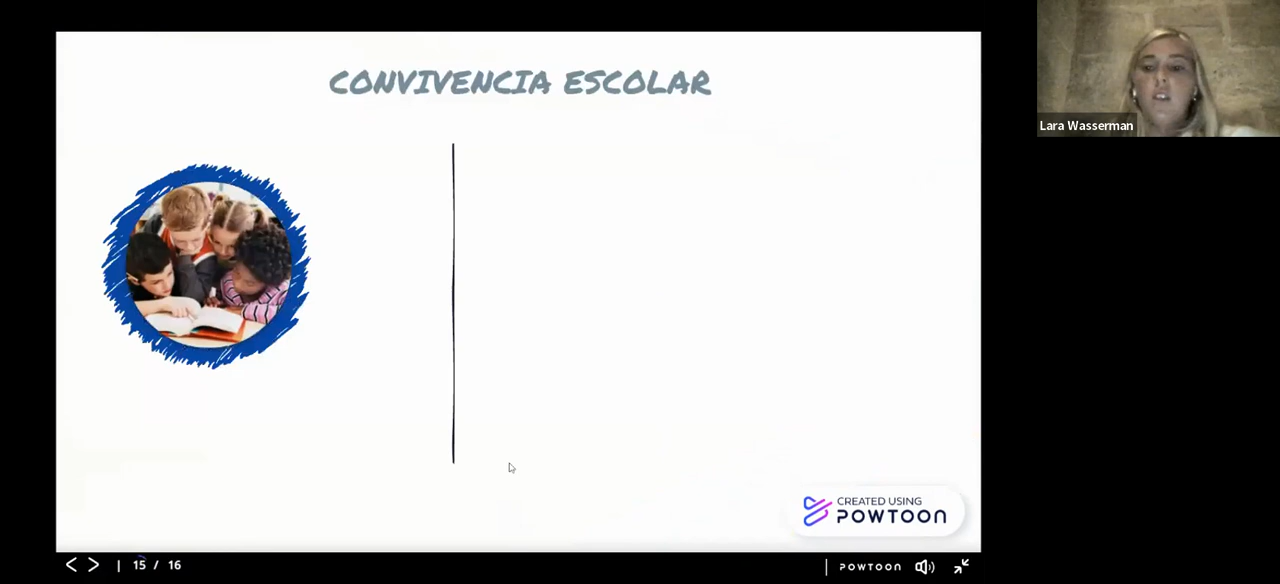 CONVIVENCIA ESCOLAR
Lara Wasserman
CREATED USING
POWTOON
15 / 16
POWTOON